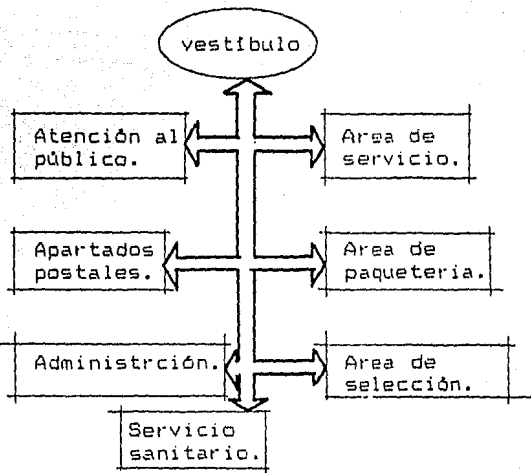 vestíbulo
Atención al
público.
Area de
servicio.
Apartados
postales.
Area de
paqueteria.
Administrción.
Area de
selección.
Servicio
sanitario.